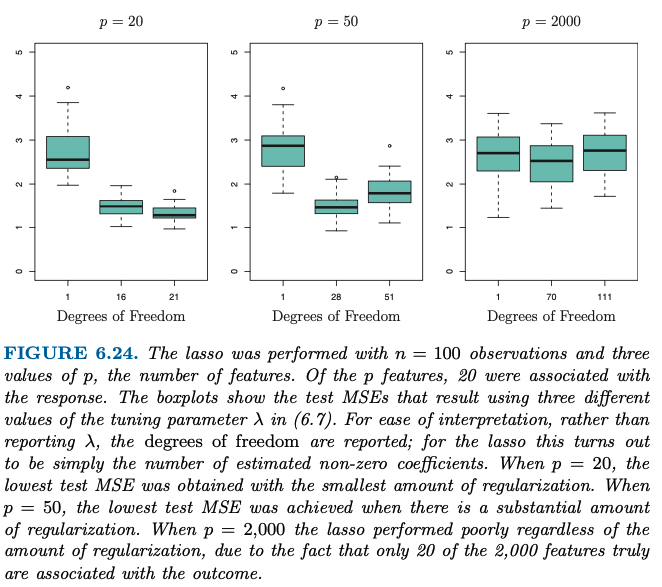 p = 20 p = 50 p = 2000
5 5 5
4 4 4
3 3 3
2 2 2
1 1 1
0 0 0
1 16 21 1 28 51 1 70 111
Degrees of Freedom Degrees of Freedom Degrees of Freedom
FIGURE 6.24. The lasso was performed with n = 100 observations and three
values of p, the number of features. Of the p features, 20 were associated with
the response. The boxplots show the test MSEs that result using three different
values of the tuning parameter λ in (6.7). For ease of interpretation, rather than
reporting λ, the degrees of freedom are reported; for the lasso this turns out
to be simply the number of estimated non-zero coefficients. When p = 20, the
lowest test MSE was obtained with the smallest amount of regularization. When
p = 50, the lowest test MSE was achieved when there is a substantial amount
of regularization. When p = 2,000 the lasso performed poorly regardless of the
amount of regularization, due to the fact that only 20 of the 2,000 features truly
are associated with the outcome.